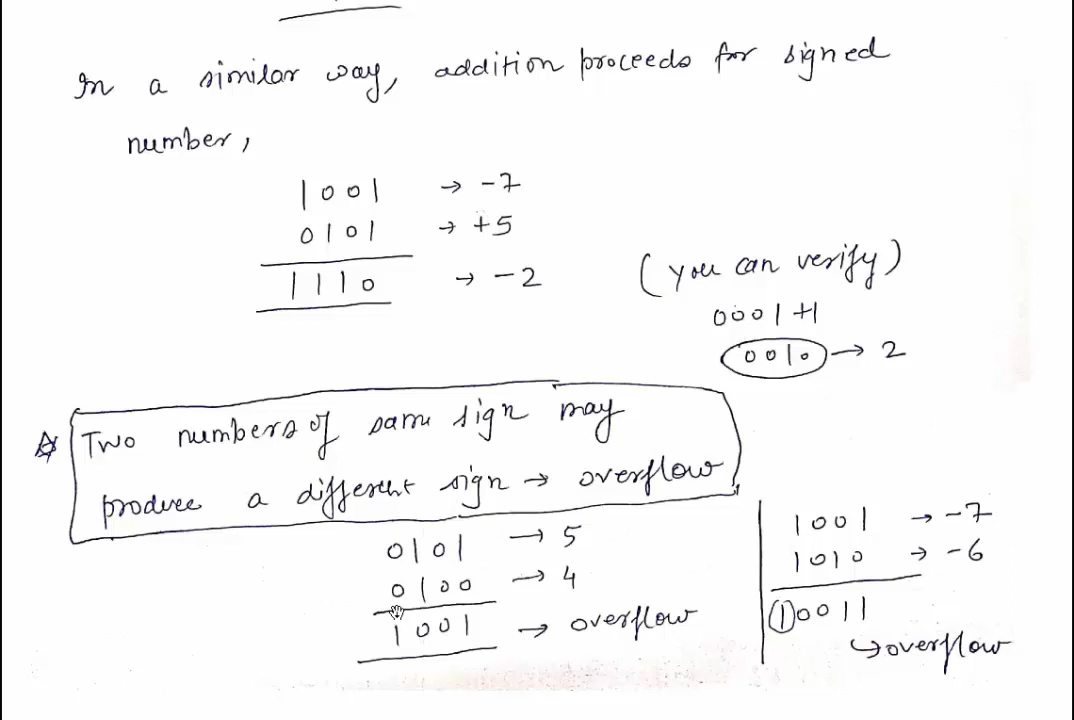 In a similar way, addition proceeds for signed
number,
1001 → -7
0101 → +5
1110 → -2
(you can verify)
0001+1
0010 → 2
☆ Two numbers of same sign may
produce a different sign → overflow
0101 → 5
0100 → 4
1001 → overflow
1001 → -7
1010 → -6
①0011
↪overflow